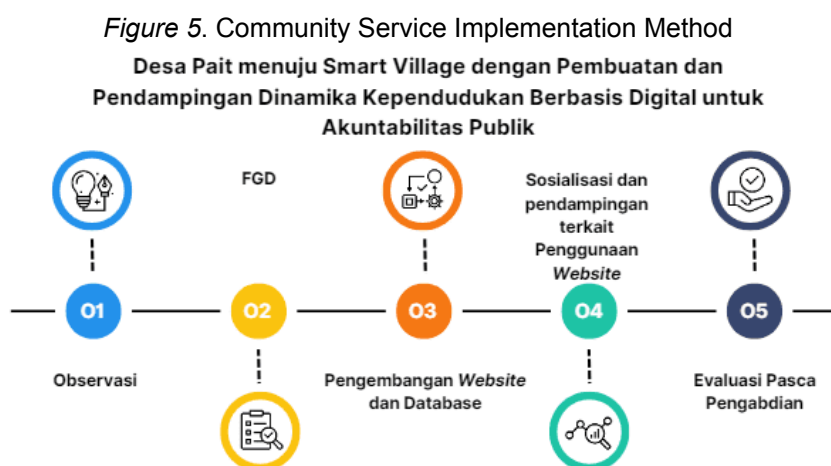 Figure 5. Community Service Implementation Method
Desa Pait menuju Smart Village dengan Pembuatan dan
Pendampingan Dinamika Kependudukan Berbasis Digital untuk
Akuntabilitas Publik
01
Observasi
FGD
02
03
Pengembangan Website
dan Database
Sosialisasi dan
pendampingan
terkait
Penggunaan
Website
04
05
Evaluasi Pasca
Pengabdian